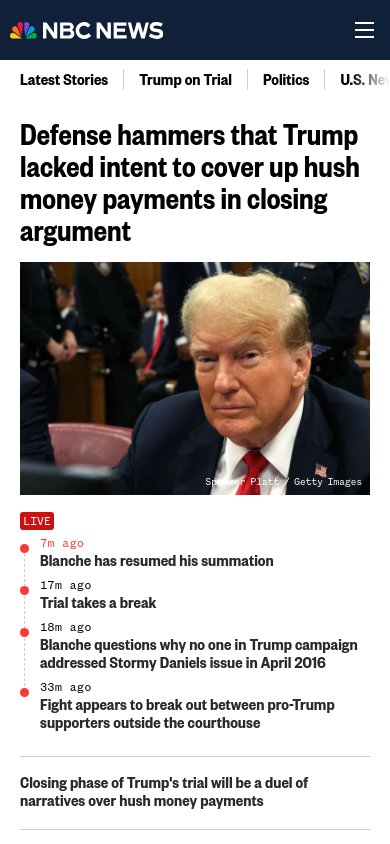 NBC NEWS
Latest Stories
Trump on Trial
Politics
U.S.
Defense hammers that Trump
lacked intent to cover up hush
money payments in closing
argument
Spencer Platt / Getty Images
LIVE
7m ago
Blanche has resumed his summation
17m ago
Trial takes a break
18m ago
Blanche questions why no one in Trump campaign
addressed Stormy Daniels issue in April 2016
33m ago
Fight appears to break out between pro-Trump
supporters outside the courthouse
Closing phase of Trump's trial will be a duel of
narratives over hush money payments